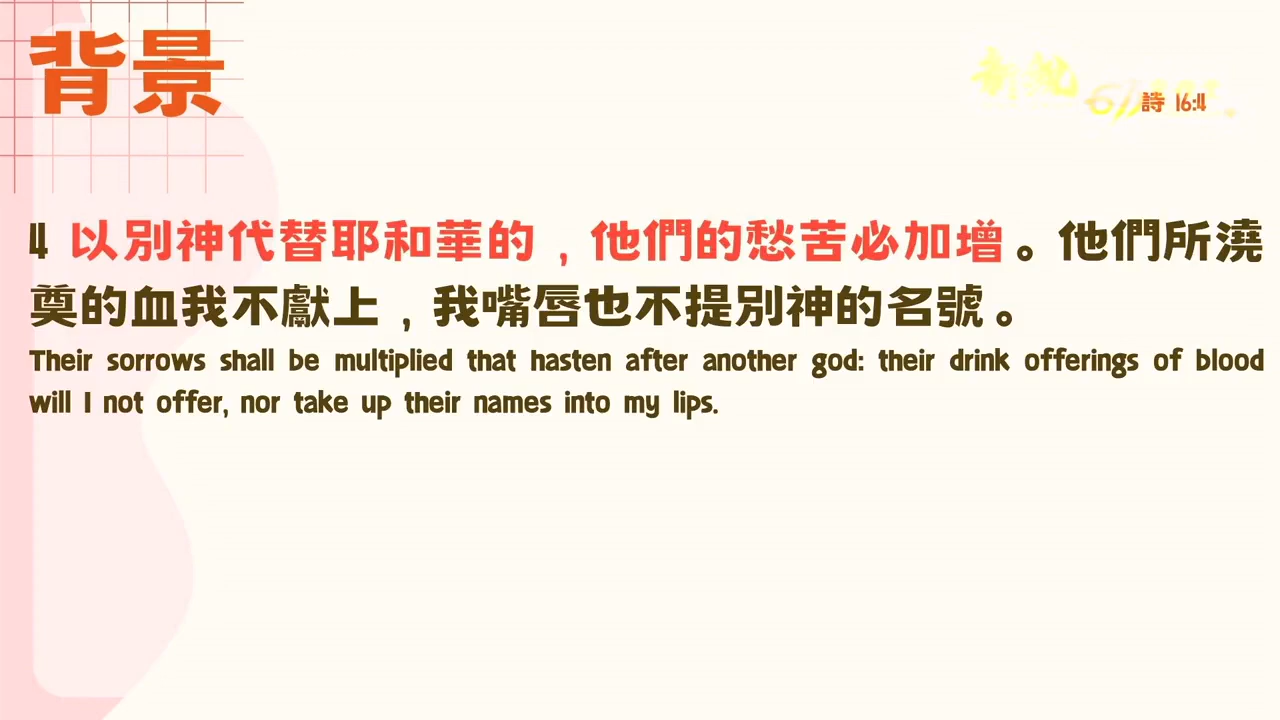 背景
詩 16:4
4 以別神代替耶和華的，他們的愁苦必加增。他們所澆
奠的血我不獻上，我嘴唇也不提別神的名號。
Their sorrows shall be multiplied that hasten after another god: their drink offerings of blood
will I not offer, nor take up their names into my lips.